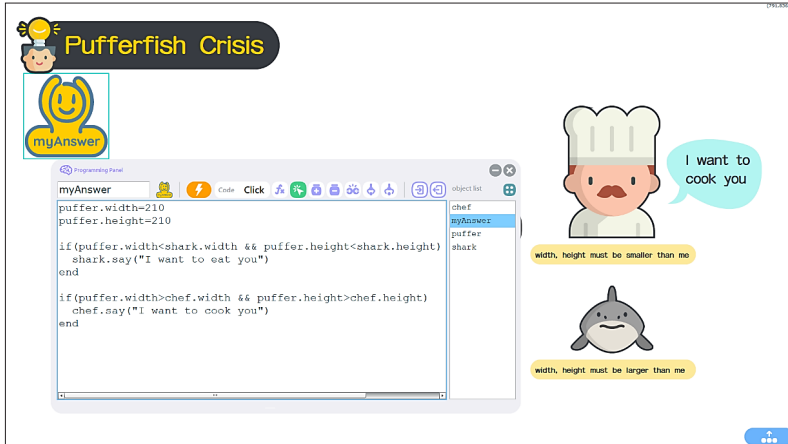 Pufferfish Crisis
myAnswer
Programming Panel
myAnswer
Code
Click
fx
object list
puffer.width=210
puffer.height=210
if(puffer.width<shark.width && puffer.height<shark.height)
shark.say("I want to eat you")
end
if(puffer.width>chef.width && puffer.height>chef.height)
chef.say("I want to cook you")
end
chef
myAnswer
puffer
shark
I want to
cook you
width, height must be smaller than me
width, height must be larger than me